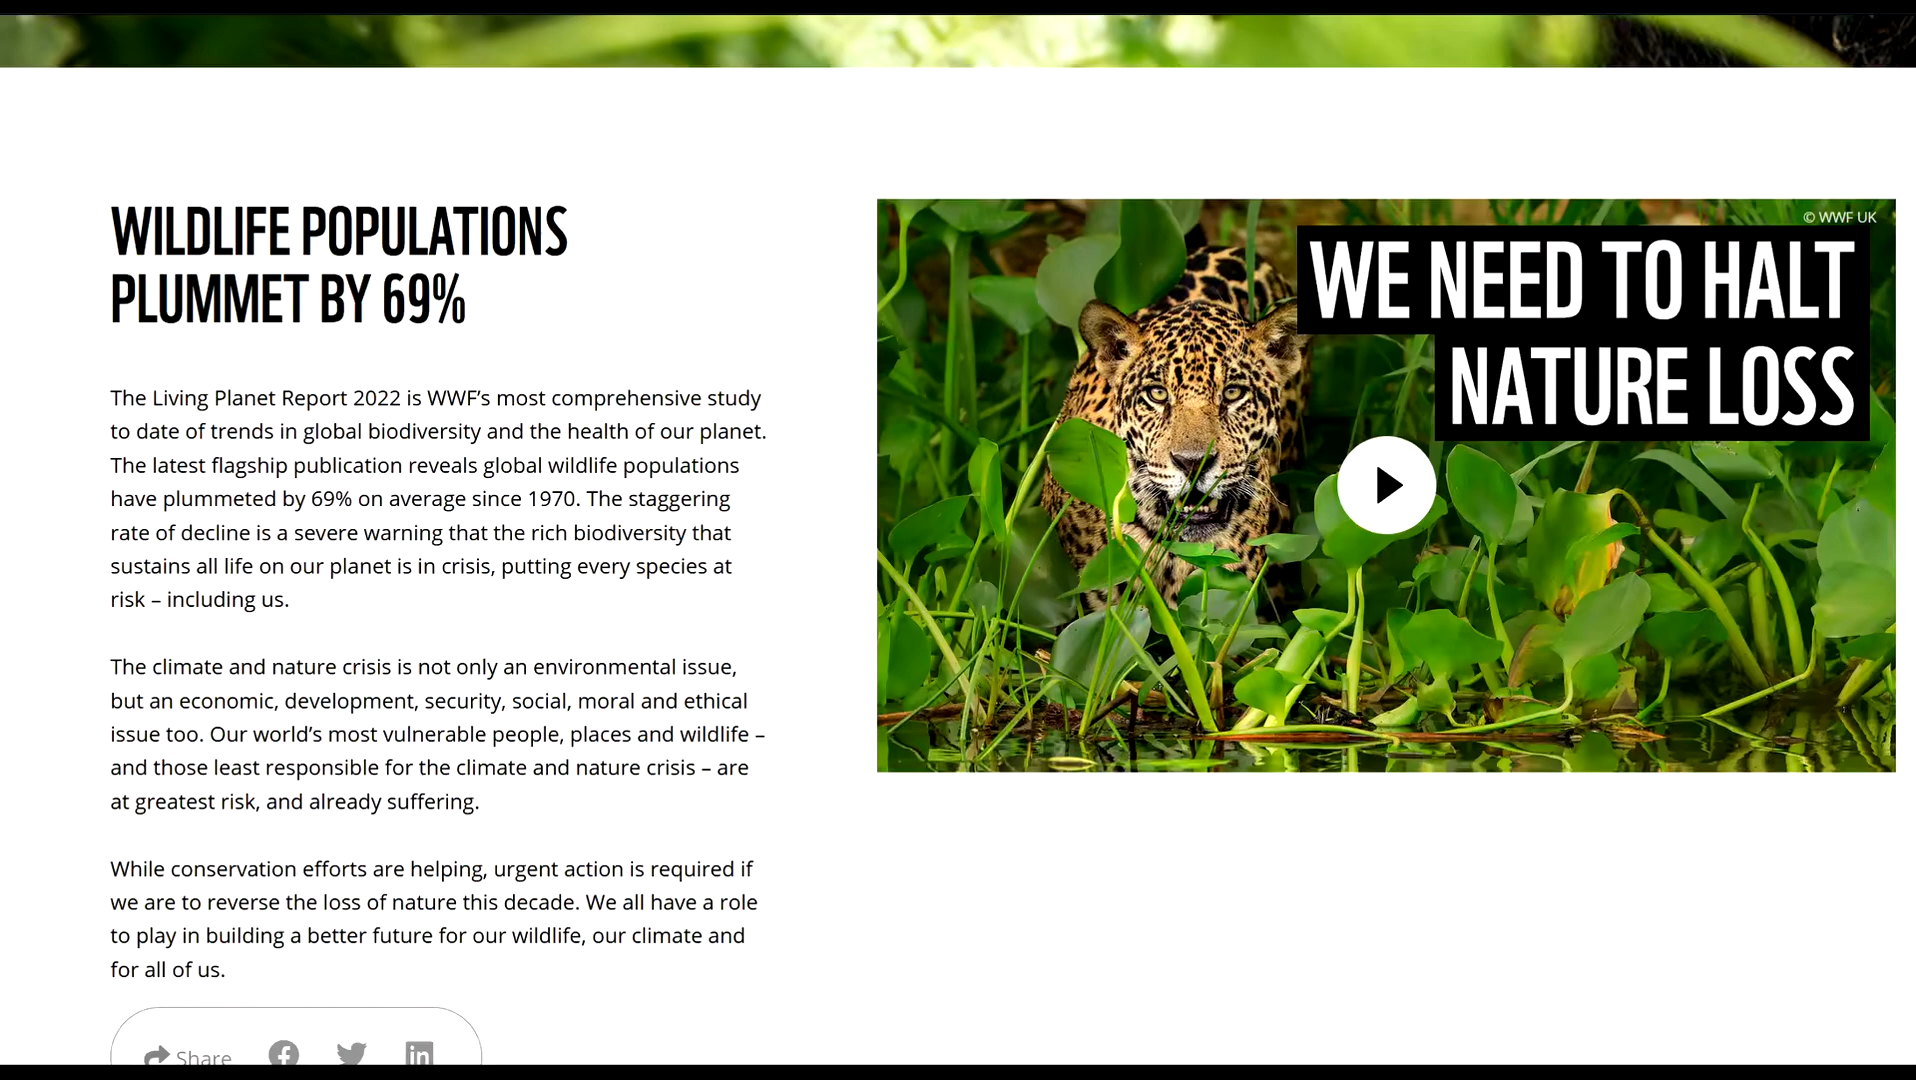 WILDLIFE POPULATIONS
PLUMMET BY 69%
The Living Planet Report 2022 is WWF’s most comprehensive study
to date of trends in global biodiversity and the health of our planet.
The latest flagship publication reveals global wildlife populations
have plummeted by 69% on average since 1970. The staggering
rate of decline is a severe warning that the rich biodiversity that
sustains all life on our planet is in crisis, putting every species at
risk – including us.
The climate and nature crisis is not only an environmental issue,
but an economic, development, security, social, moral and ethical
issue too. Our world’s most vulnerable people, places and wildlife –
and those least responsible for the climate and nature crisis – are
at greatest risk, and already suffering.
While conservation efforts are helping, urgent action is required if
we are to reverse the loss of nature this decade. We all have a role
to play in building a better future for our wildlife, our climate and
for all of us.
Share
© WWF UK
WE NEED TO HALT
NATURE LOSS